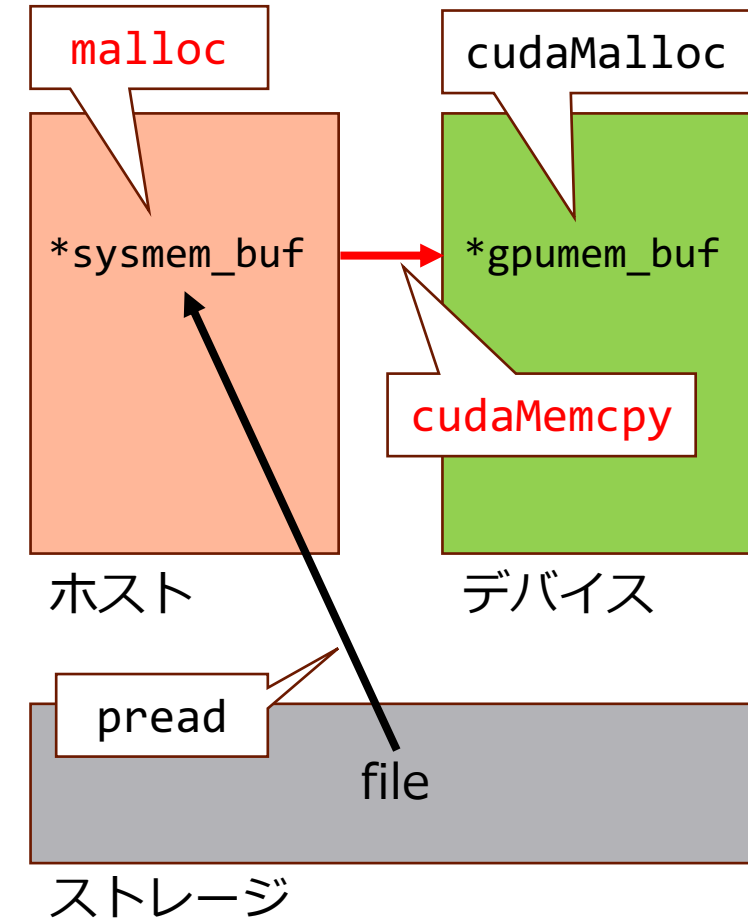 malloc
cudaMalloc
*sysmem_buf
*gpumem_buf
cudaMemcpy
ホスト
デバイス
pread
file
ストレージ